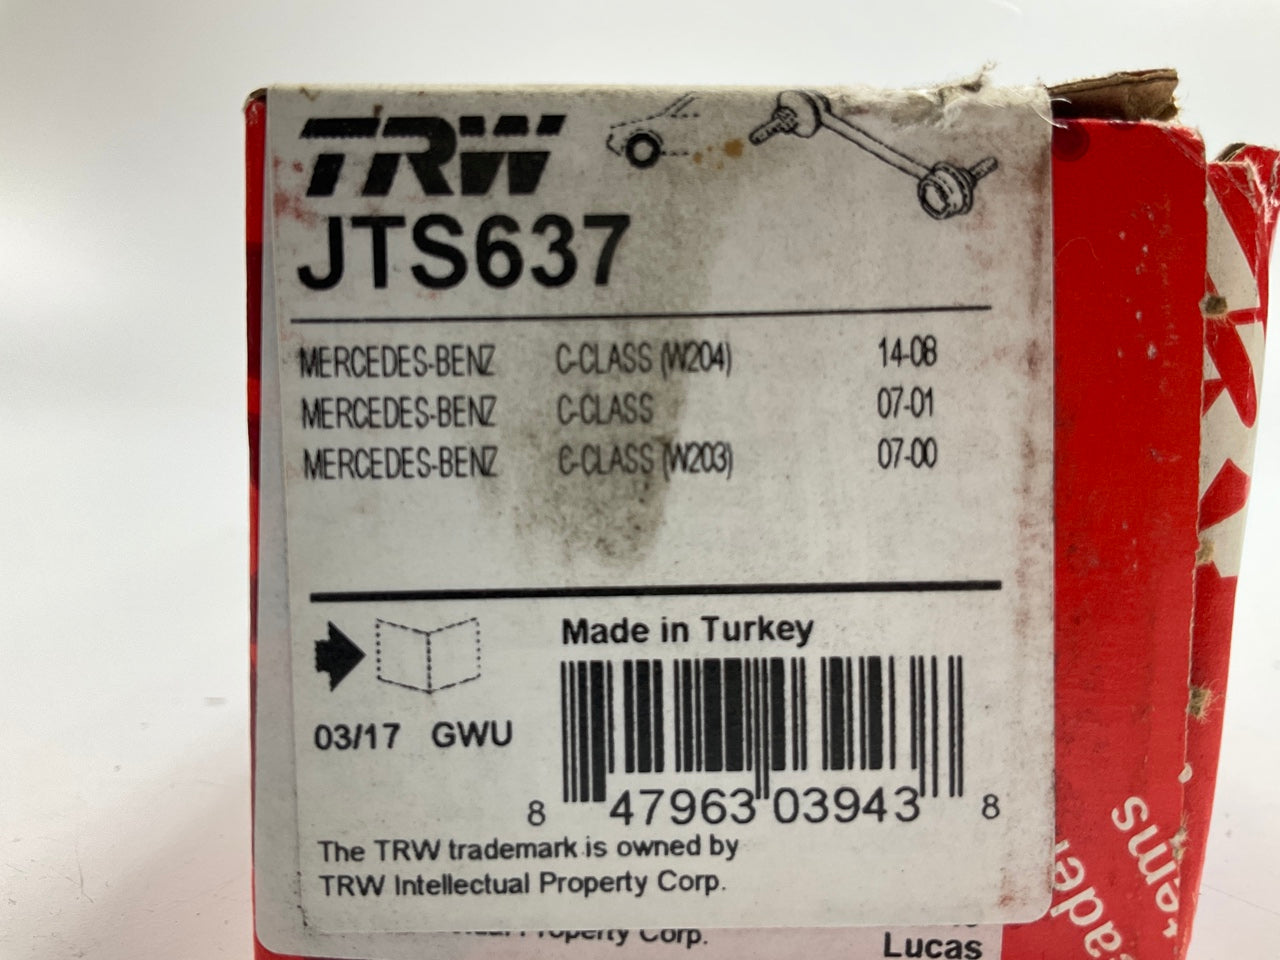 TRW
JTS637
MERCEDES-BENZ C-CLASS (W204) 14-08
MERCEDES-BENZ C-CLASS 07-01
MERCEDES-BENZ C-CLASS (W203) 07-00
Made in Turkey
03/17 GWU
8 47963 03943 8
The TRW trademark is owned by
TRW Intellectual Property Corp.
Property Corp.
Lucas